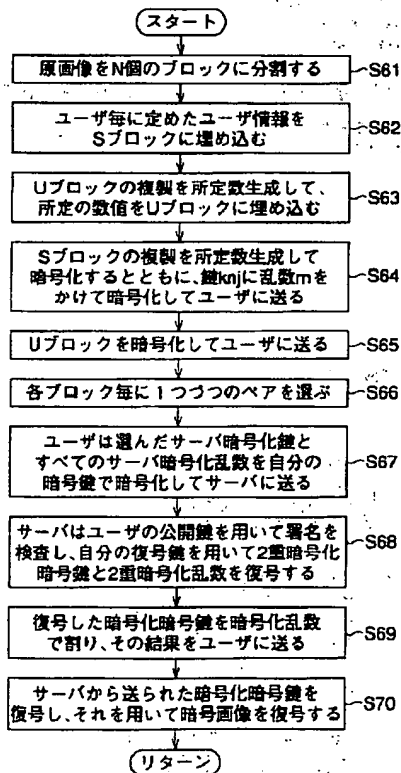 スタート
原画像をN個のブロックに分割する
S61
ユーザ毎に定めたユーザ情報を
Sブロックに埋め込む
S62
Uブロックの複製を所定数生成して、
所定の数値をUブロックに埋め込む
S63
Sブロックの複製を所定数生成して
暗号化するとともに、鍵knjに乱数mを
かけて暗号化してユーザに送る
S64
Uブロックを暗号化してユーザに送る
S65
各ブロック毎に1つづつのペアを選ぶ
S66
ユーザは選んだサーバ暗号化鍵と
すべてのサーバ暗号化乱数を自分の
暗号鍵で暗号化してサーバに送る
S67
サーバはユーザの公開鍵を用いて署名を
検査し、自分の復号鍵を用いて2重暗号化
暗号鍵と2重暗号化乱数を復号する
S68
復号した暗号化暗号鍵を暗号化乱数
で割り、その結果をユーザに送る
S69
サーバから送られた暗号化暗号鍵を
復号し、それを用いて暗号画像を復号する
S70
リターン